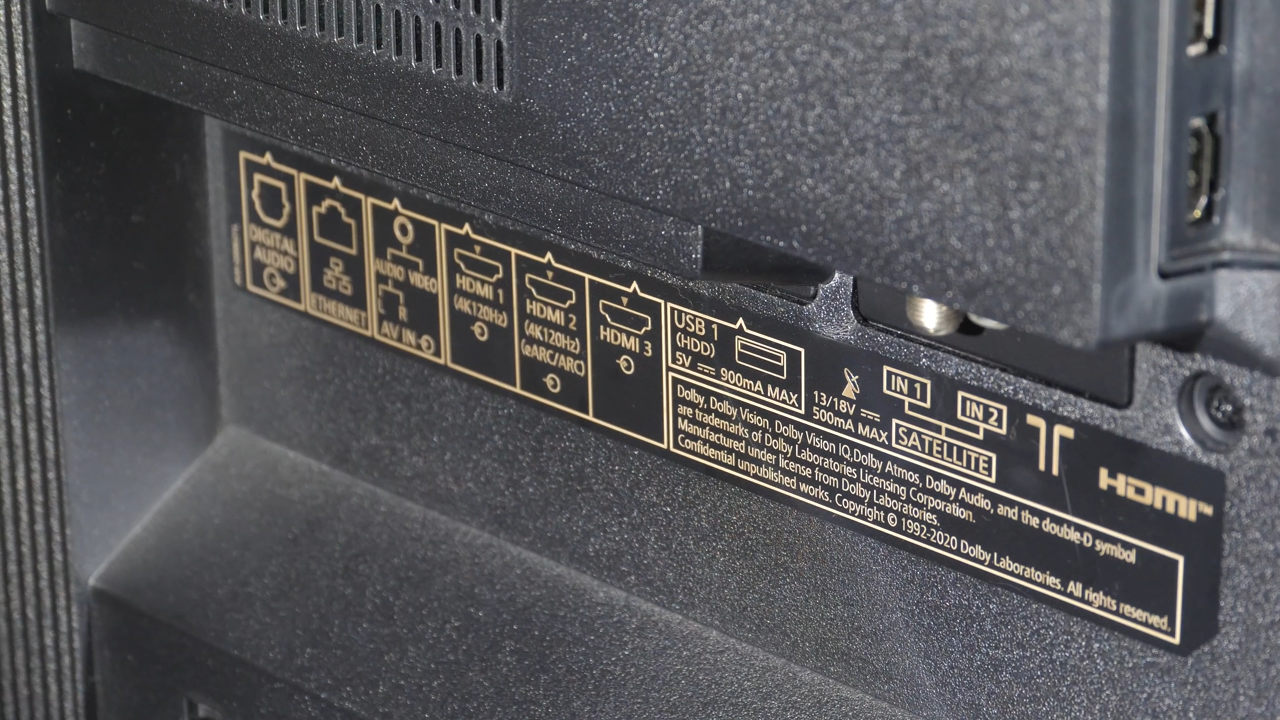 DIGITAL
AUDIO
ETHERNET
AUDIO VIDEO
R
AV IN
HDMI 1
(4K120Hz)
HDMI 2
(4K120Hz)
(eARC/ARC)
HDMI 3
USB 1
(HDD)
5V 900mA MAX
13/18V
500mA MAX
IN 1
IN 2
SATELLITE
HDMI™
Dolby, Dolby Vision, Dolby Vision IQ,Dolby Atmos, Dolby Audio, and the double-D symbol
are trademarks of Dolby Laboratories Licensing Corporation.
Manufactured under license from Dolby Laboratories.
Confidential unpublished works. Copyright © 1992-2020 Dolby Laboratories. All rights reserved.